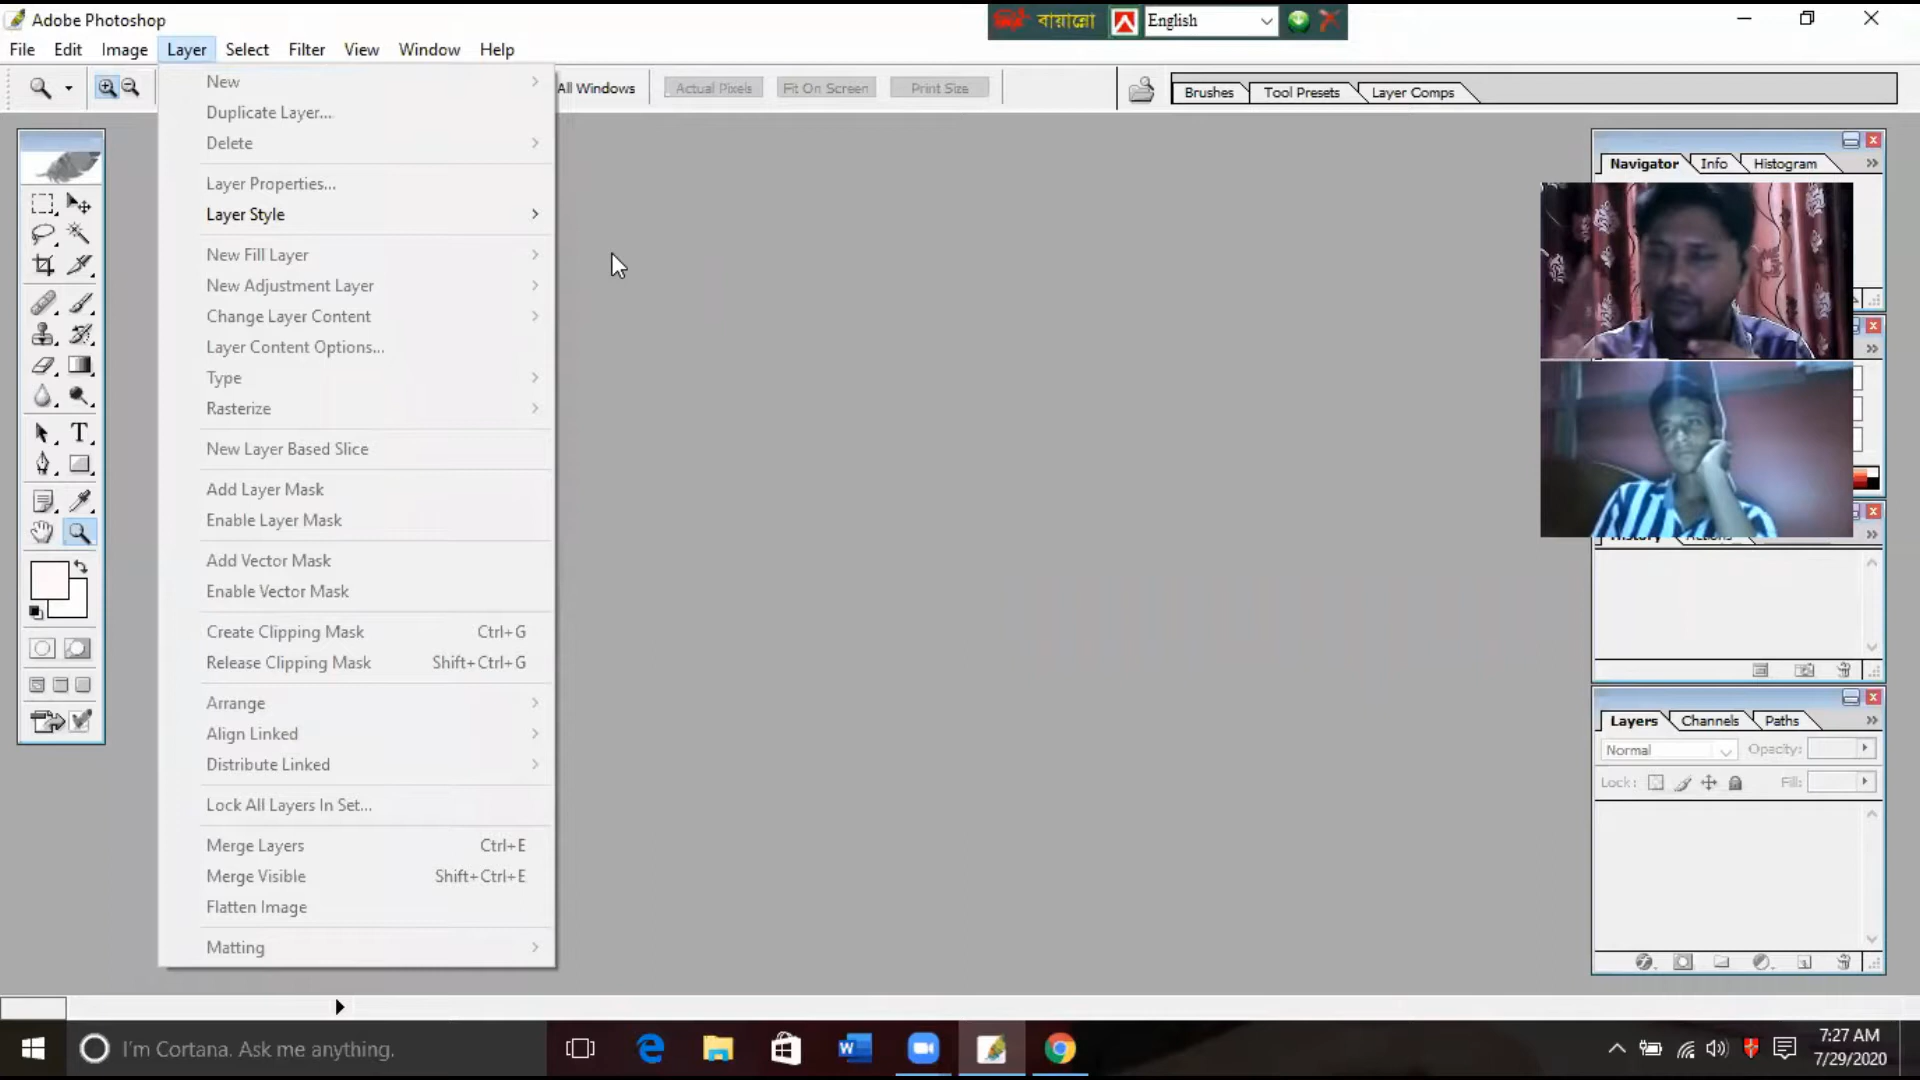 Adobe Photoshop
বায়ান্নো
English
File Edit Image Layer Select Filter View Window Help
All Windows Actual Pixels Fit On Screen Print Size
Brushes Tool Presets Layer Comps
New
Duplicate Layer...
Delete
Layer Properties...
Layer Style
New Fill Layer
New Adjustment Layer
Change Layer Content
Layer Content Options...
Type
Rasterize
New Layer Based Slice
Add Layer Mask
Enable Layer Mask
Add Vector Mask
Enable Vector Mask
Create Clipping Mask Ctrl+G
Release Clipping Mask Shift+Ctrl+G
Arrange
Align Linked
Distribute Linked
Lock All Layers In Set...
Merge Layers Ctrl+E
Merge Visible Shift+Ctrl+E
Flatten Image
Matting
Navigator Info Histogram
History Actions
Layers Channels Paths
Normal Opacity:
Lock: Fill:
I'm Cortana. Ask me anything.
7:27 AM
7/29/2020